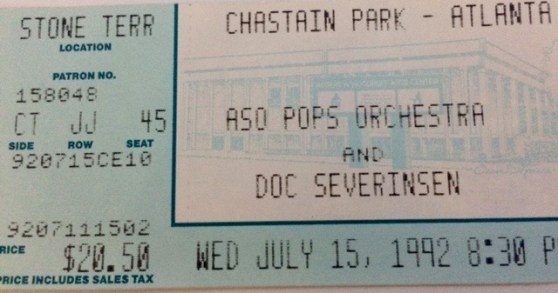 STONE TERR
LOCATION
PATRON NO.
158048
CT JJ 45
SIDE ROW SEAT
920715CE10
9207111502
RICE $20.50
PRICE INCLUDES SALES TAX
CHASTAIN PARK - ATLANTA
ASO POPS ORCHESTRA
AND
DOC SEVERINSEN
WED JULY 15, 1992 8:30 P